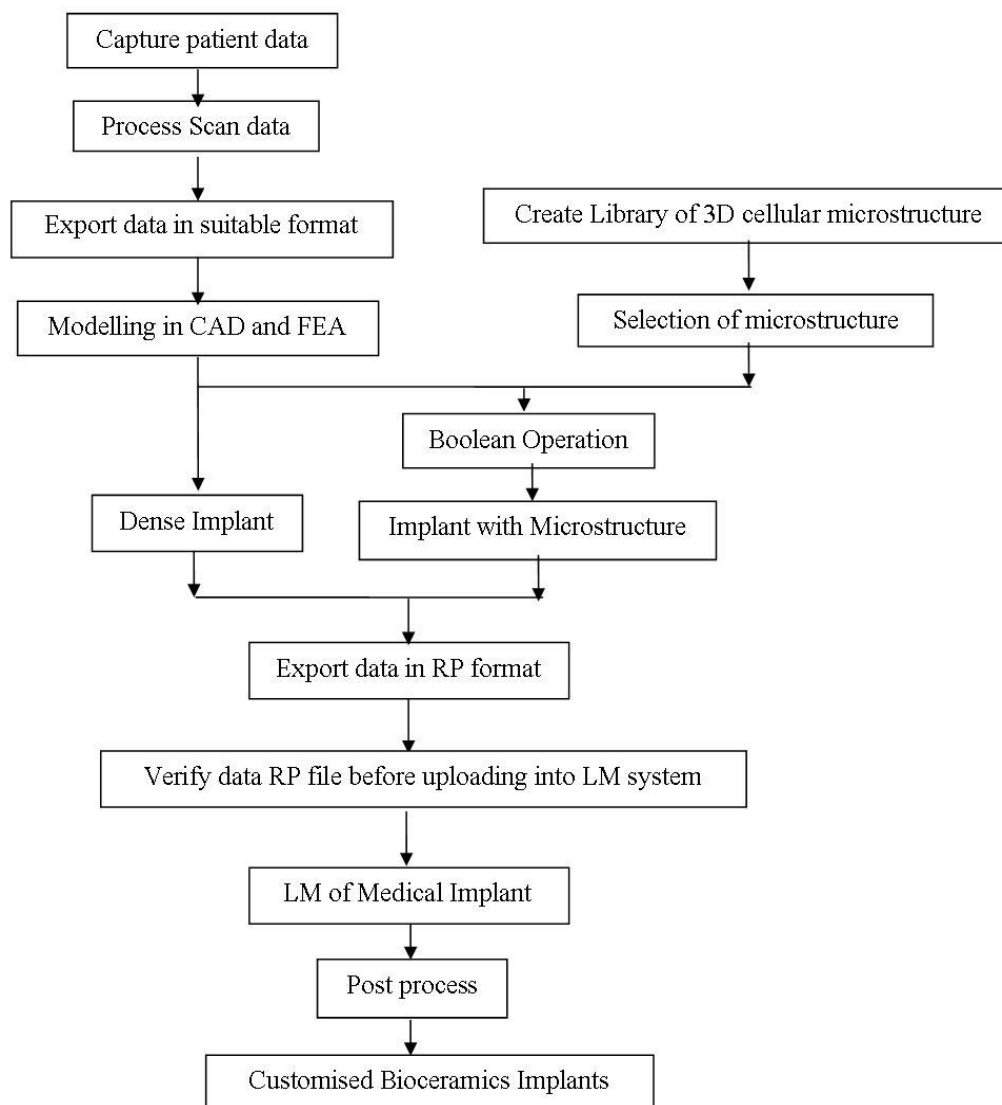 Capture patient data
Process Scan data
Export data in suitable format
Create Library of 3D cellular microstructure
Modelling in CAD and FEA
Selection of microstructure
Boolean Operation
Dense Implant
Implant with Microstructure
Export data in RP format
Verify data RP file before uploading into LM system
LM of Medical Implant
Post process
Customised Bioceramics Implants